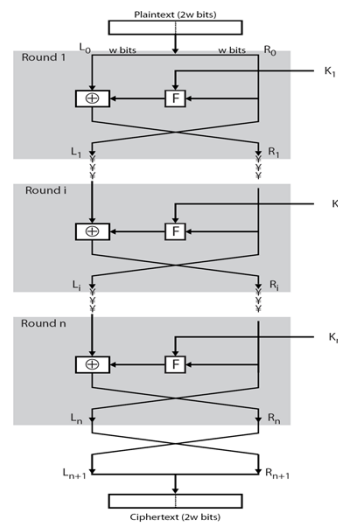 Plaintext (2w bits)
L₀ w bits w bits R₀
Round 1
K₁
⊕ F
L₁ R₁
Round i
K
⊕ F
Lᵢ Rᵢ
Round n
⊕ F
Lₙ Rₙ
Lₙ₊₁ Rₙ₊₁
Ciphertext (2w bits)